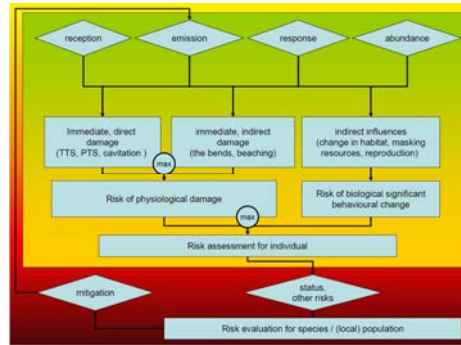 reception
emission
response
abundance
Immediate, direct
damage
(TTS, PTS, cavitation )
immediate, indirect
damage
(the bends, beaching)
indirect influences
(change in habitat, masking
resources, reproduction)
max
Risk of physiological damage
Risk of biological significant
behavioural change
max
Risk assessment for individual
mitigation
status,
other risks
Risk evaluation for species / (local) population